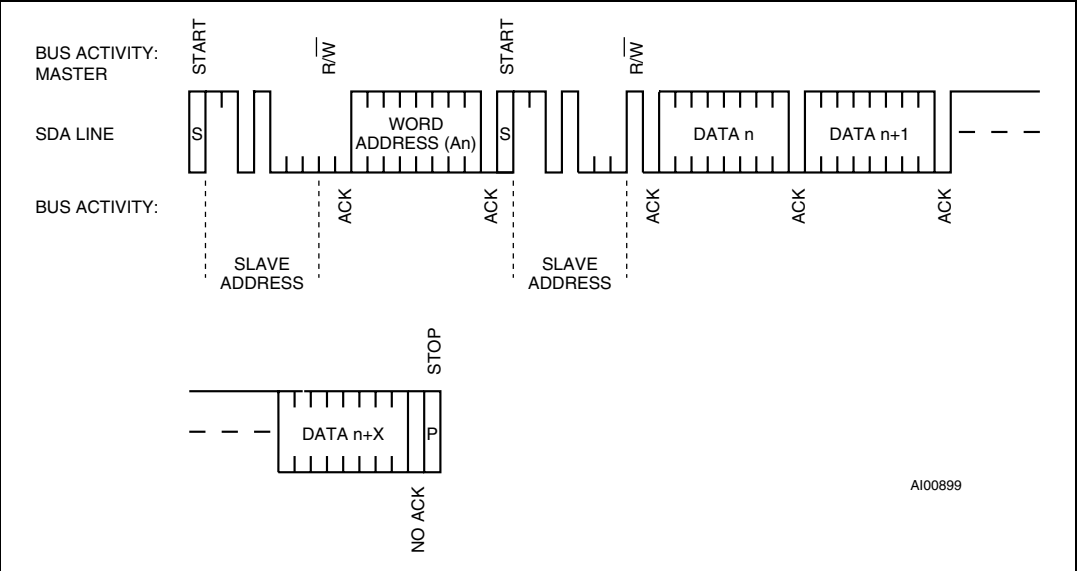 BUS ACTIVITY:
MASTER
START
R/W
START
R/W
SDA LINE
S
WORD
ADDRESS (An)
S
DATA n
DATA n+1
BUS ACTIVITY:
ACK
ACK
ACK
ACK
ACK
SLAVE
ADDRESS
SLAVE
ADDRESS
STOP
DATA n+X
P
NO ACK
AI00899